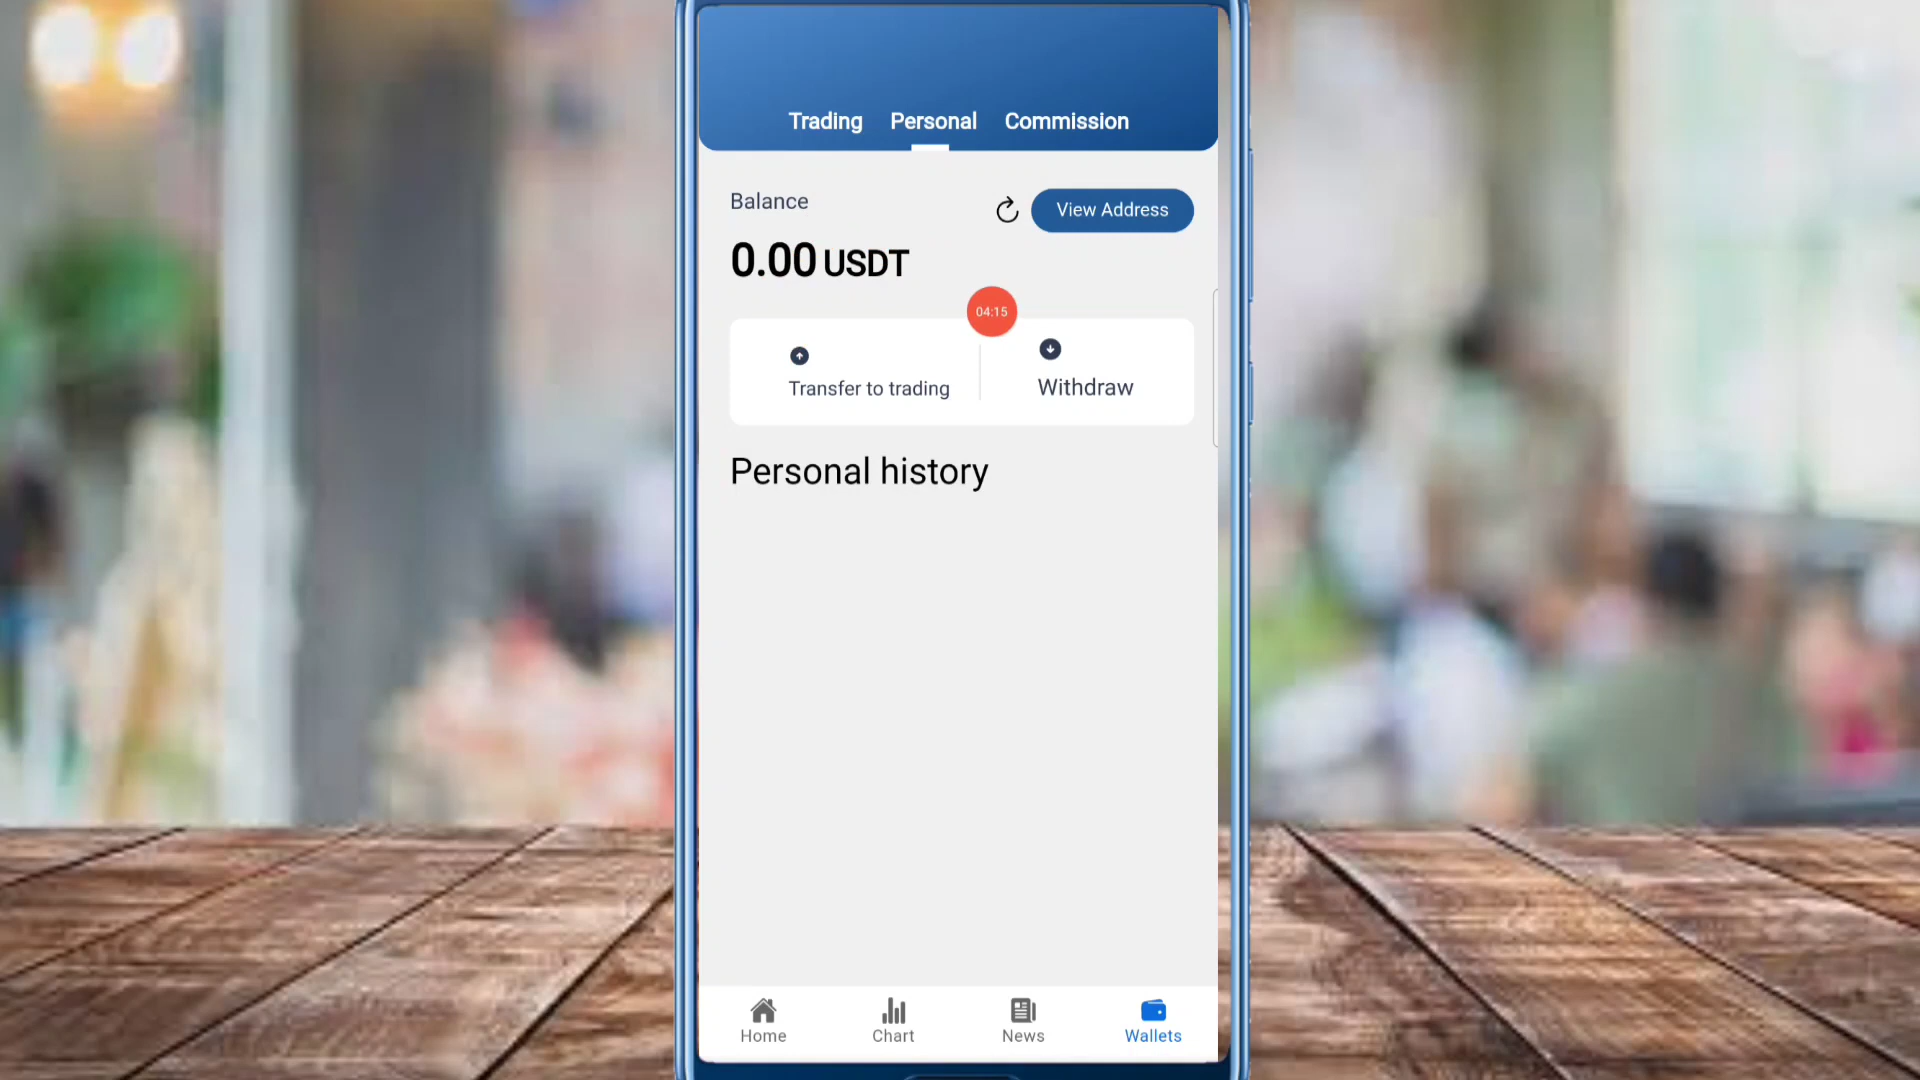 Trading Personal Commission
Balance
View Address
0.00 USDT
04:15
Transfer to trading
Withdraw
Personal history
Home Chart News Wallets